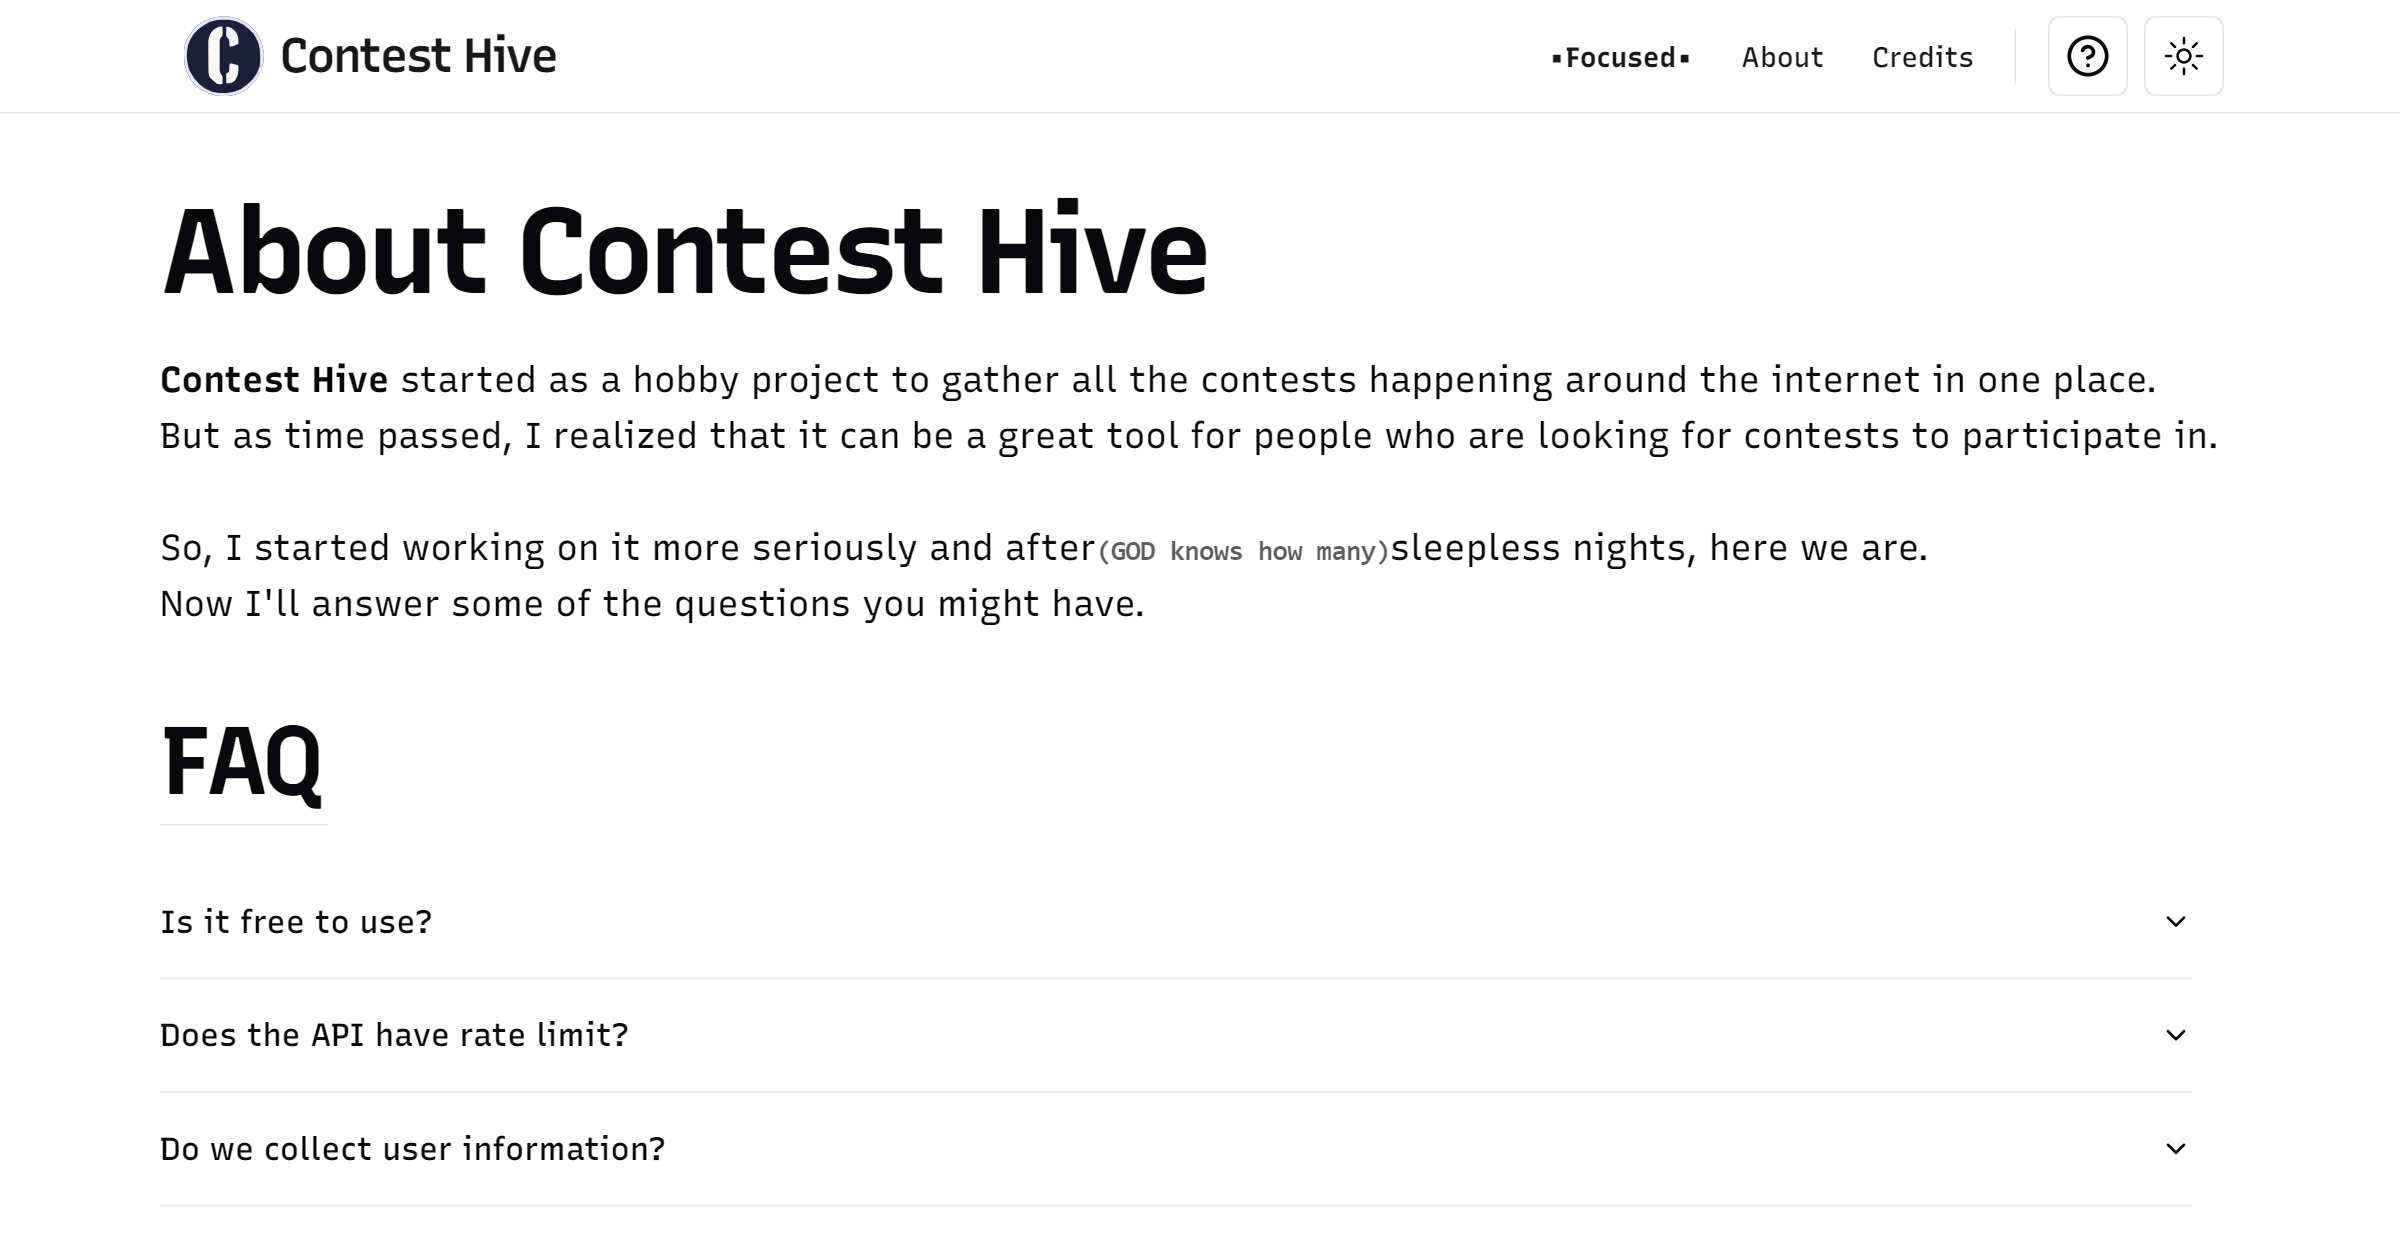 Contest Hive
▪Focused▪ About Credits
About Contest Hive
Contest Hive started as a hobby project to gather all the contests happening around the internet in one place.
But as time passed, I realized that it can be a great tool for people who are looking for contests to participate in.
So, I started working on it more seriously and after(GOD knows how many)sleepless nights, here we are.
Now I'll answer some of the questions you might have.
FAQ
Is it free to use?
Does the API have rate limit?
Do we collect user information?